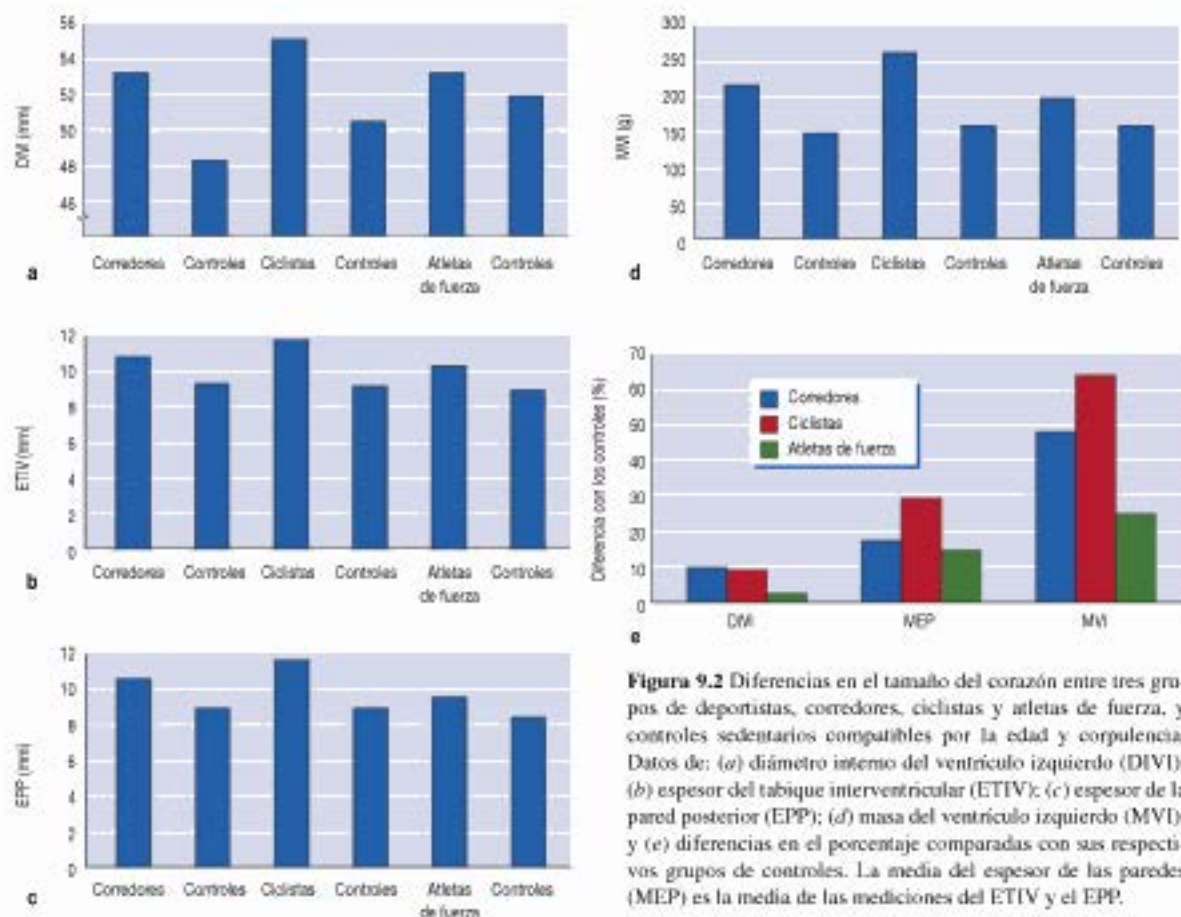 DIVI (mm)
56
54
52
50
48
46
Corredores Controles Ciclistas Controles Atletas de fuerza Controles
a
ETIV (mm)
12
10
8
6
4
2
0
Corredores Controles Ciclistas Controles Atletas de fuerza Controles
b
EPP (mm)
12
10
8
6
4
2
0
Corredores Controles Ciclistas Controles Atletas de fuerza Controles
c
MVI (g)
300
250
200
150
100
50
0
Corredores Controles Ciclistas Controles Atletas de fuerza Controles
d
Diferencia con los controles (%)
70
60
50
40
30
20
10
0
Corredores
Ciclistas
Atletas de fuerza
DIVI MEP MVI
e
Figura 9.2 Diferencias en el tamaño del corazón entre tres gru-
pos de deportistas, corredores, ciclistas y atletas de fuerza, y
controles sedentarios compatibles por la edad y corpulencia.
Datos de: (a) diámetro interno del ventrículo izquierdo (DIVI);
(b) espesor del tabique interventricular (ETIV); (c) espesor de la
pared posterior (EPP); (d) masa del ventrículo izquierdo (MVI);
y (e) diferencias en el porcentaje comparadas con sus respecti-
vos grupos de controles. La media del espesor de las paredes
(MEP) es la media de las mediciones del ETIV y el EPP.